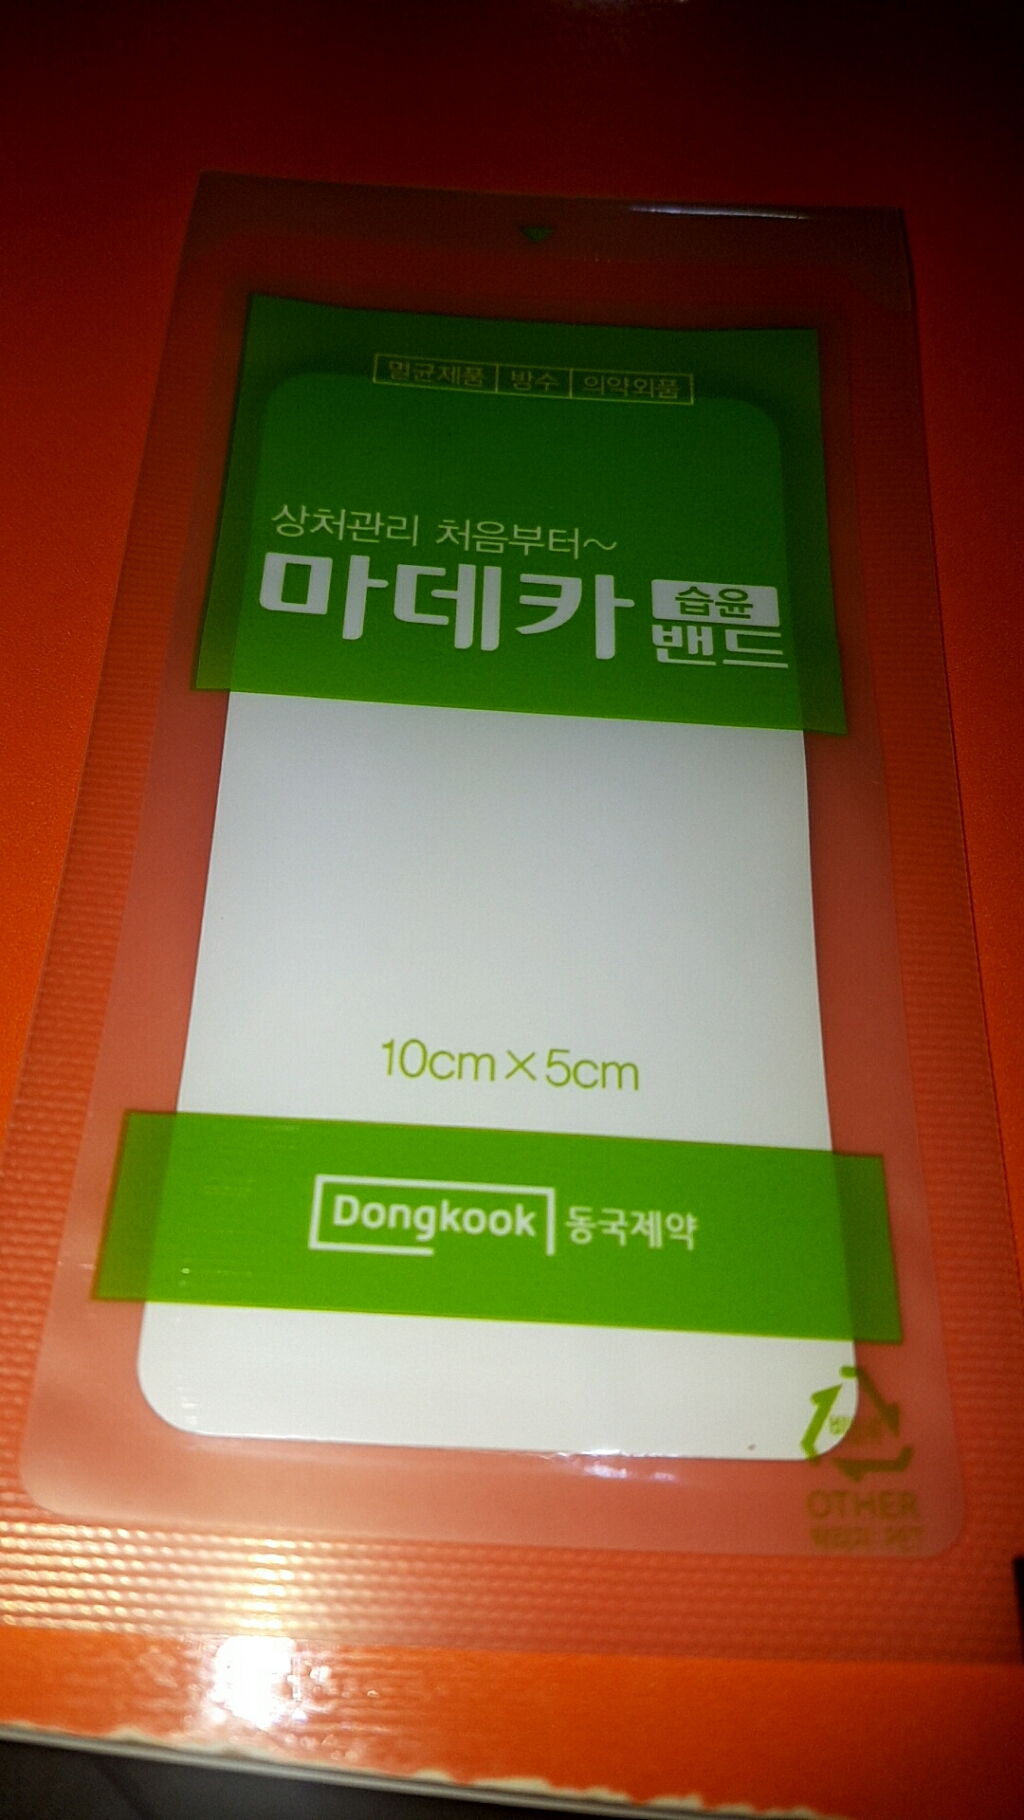 멸균제품 방수 의약외품
상처관리 처음부터~
마데카 습윤 밴드
10cm×5cm
Dongkook 동국제약
OTHER